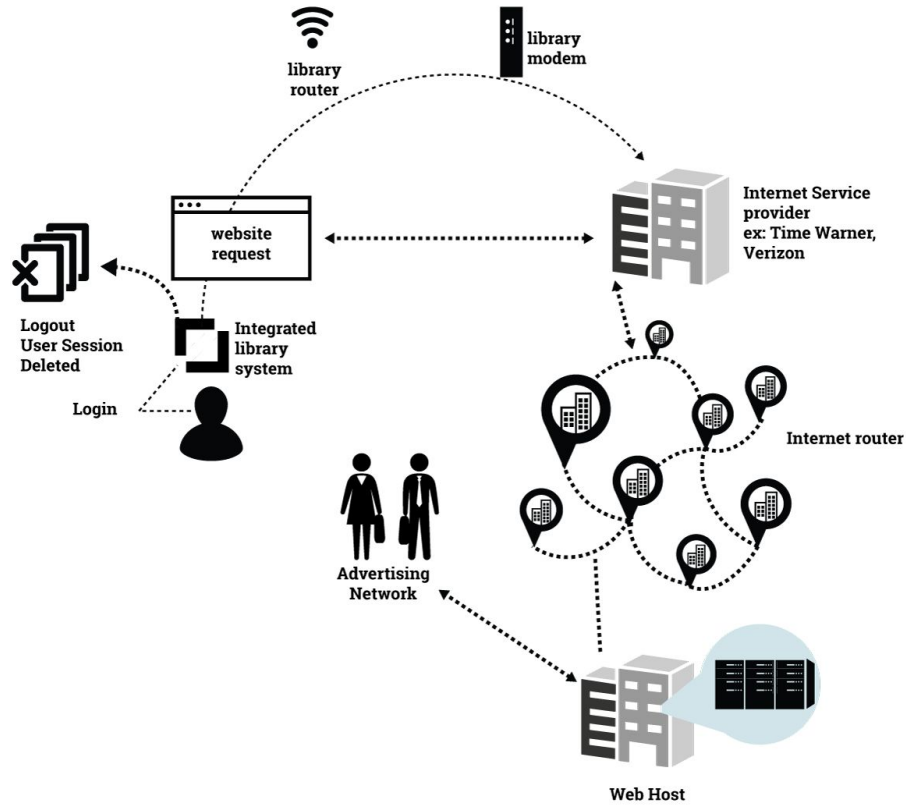 library
router
library
modem
website
request
Internet Service
provider
ex: Time Warner,
Verizon
Logout
User Session
Deleted
Integrated
library
system
Login
Internet router
Advertising
Network
Web Host